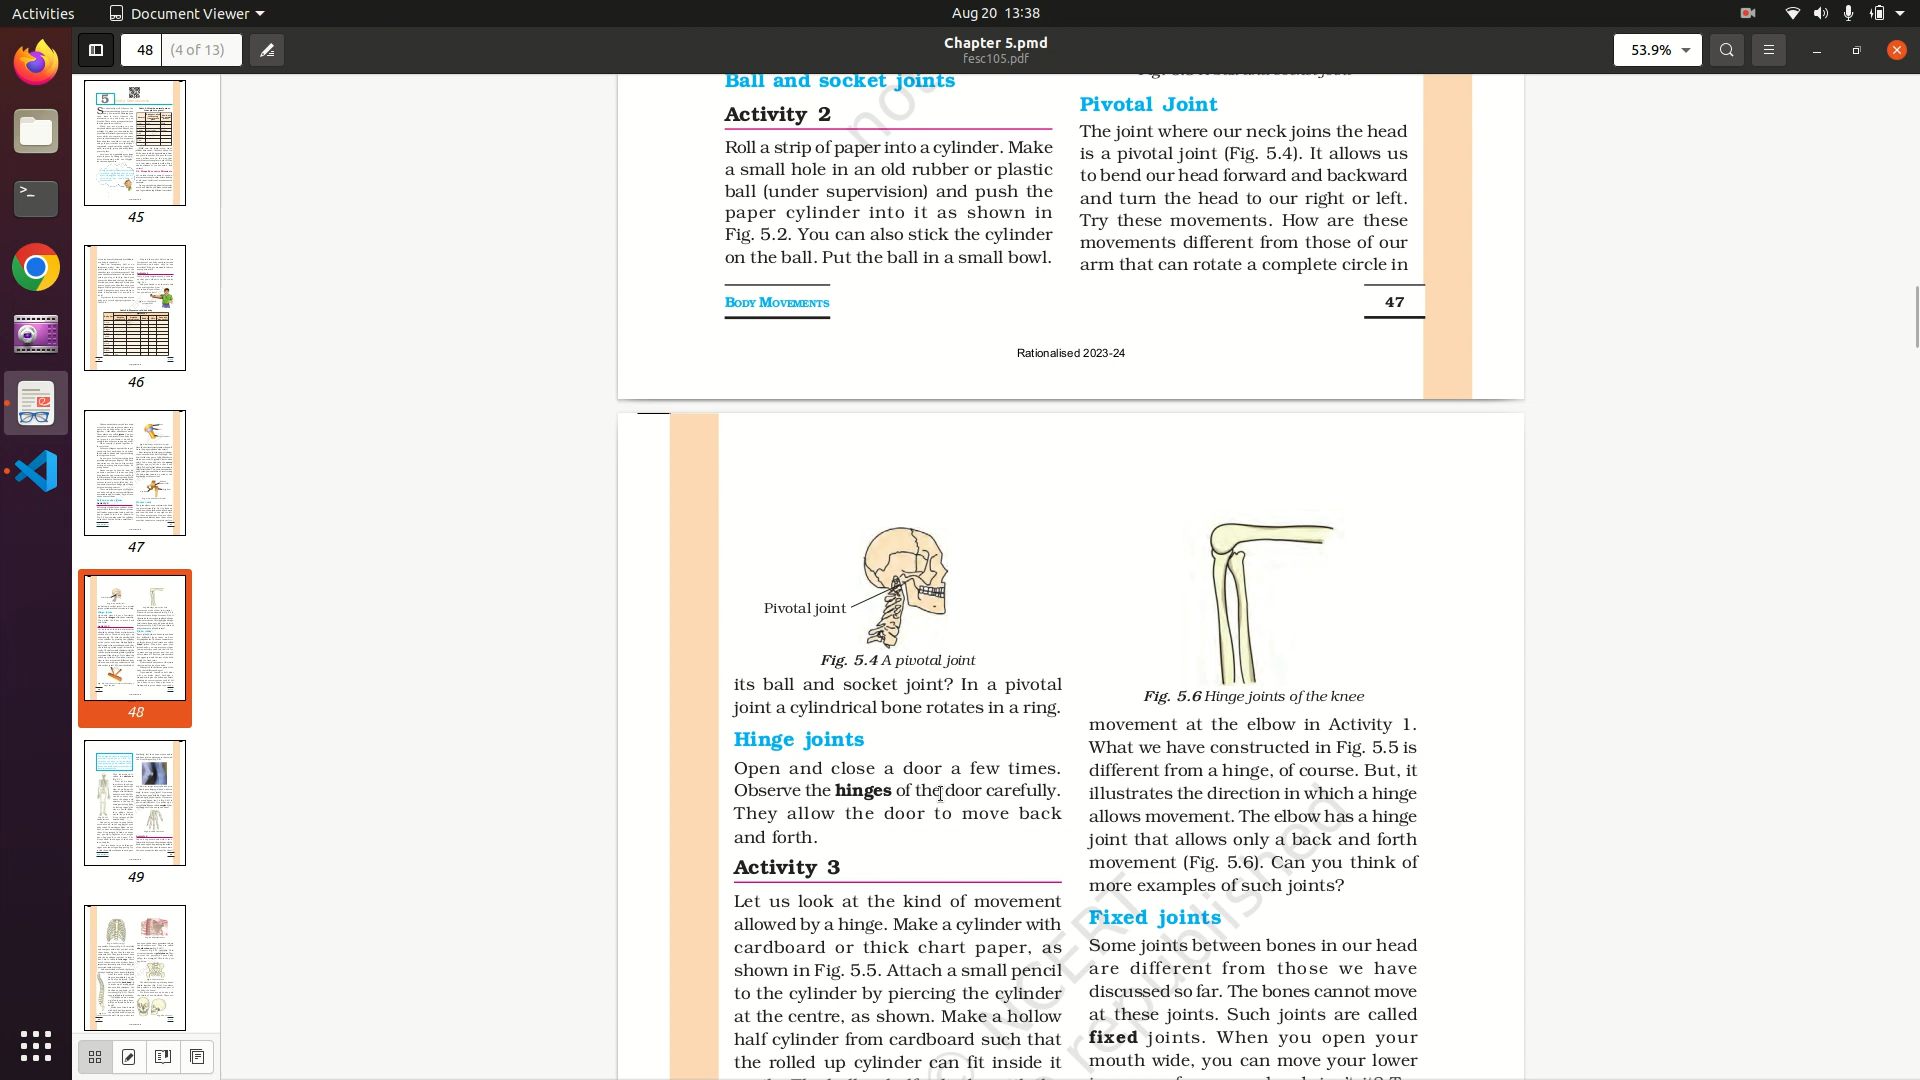 Activities
Document Viewer
Aug 20 13:38
48
(4 of 13)
Chapter 5.pmd
fesc105.pdf
53.9%
45
46
47
48
49
Ball and socket joints
Activity 2
Roll a strip of paper into a cylinder. Make
a small hole in an old rubber or plastic
ball (under supervision) and push the
paper cylinder into it as shown in
Fig. 5.2. You can also stick the cylinder
on the ball. Put the ball in a small bowl.
Pivotal Joint
The joint where our neck joins the head
is a pivotal joint (Fig. 5.4). It allows us
to bend our head forward and backward
and turn the head to our right or left.
Try these movements. How are these
movements different from those of our
arm that can rotate a complete circle in
BODY MOVEMENTS
47
Rationalised 2023-24
Pivotal joint
Fig. 5.4 A pivotal joint
its ball and socket joint? In a pivotal
joint a cylindrical bone rotates in a ring.
Hinge joints
Open and close a door a few times.
Observe the hinges of the door carefully.
They allow the door to move back
and forth.
Activity 3
Let us look at the kind of movement
allowed by a hinge. Make a cylinder with
cardboard or thick chart paper, as
shown in Fig. 5.5. Attach a small pencil
to the cylinder by piercing the cylinder
at the centre, as shown. Make a hollow
half cylinder from cardboard such that
the rolled up cylinder can fit inside it
Fig. 5.6 Hinge joints of the knee
movement at the elbow in Activity 1.
What we have constructed in Fig. 5.5 is
different from a hinge, of course. But, it
illustrates the direction in which a hinge
allows movement. The elbow has a hinge
joint that allows only a back and forth
movement (Fig. 5.6). Can you think of
more examples of such joints?
Fixed joints
Some joints between bones in our head
are different from those we have
discussed so far. The bones cannot move
at these joints. Such joints are called
fixed joints. When you open your
mouth wide, you can move your lower
© NCERT
republished